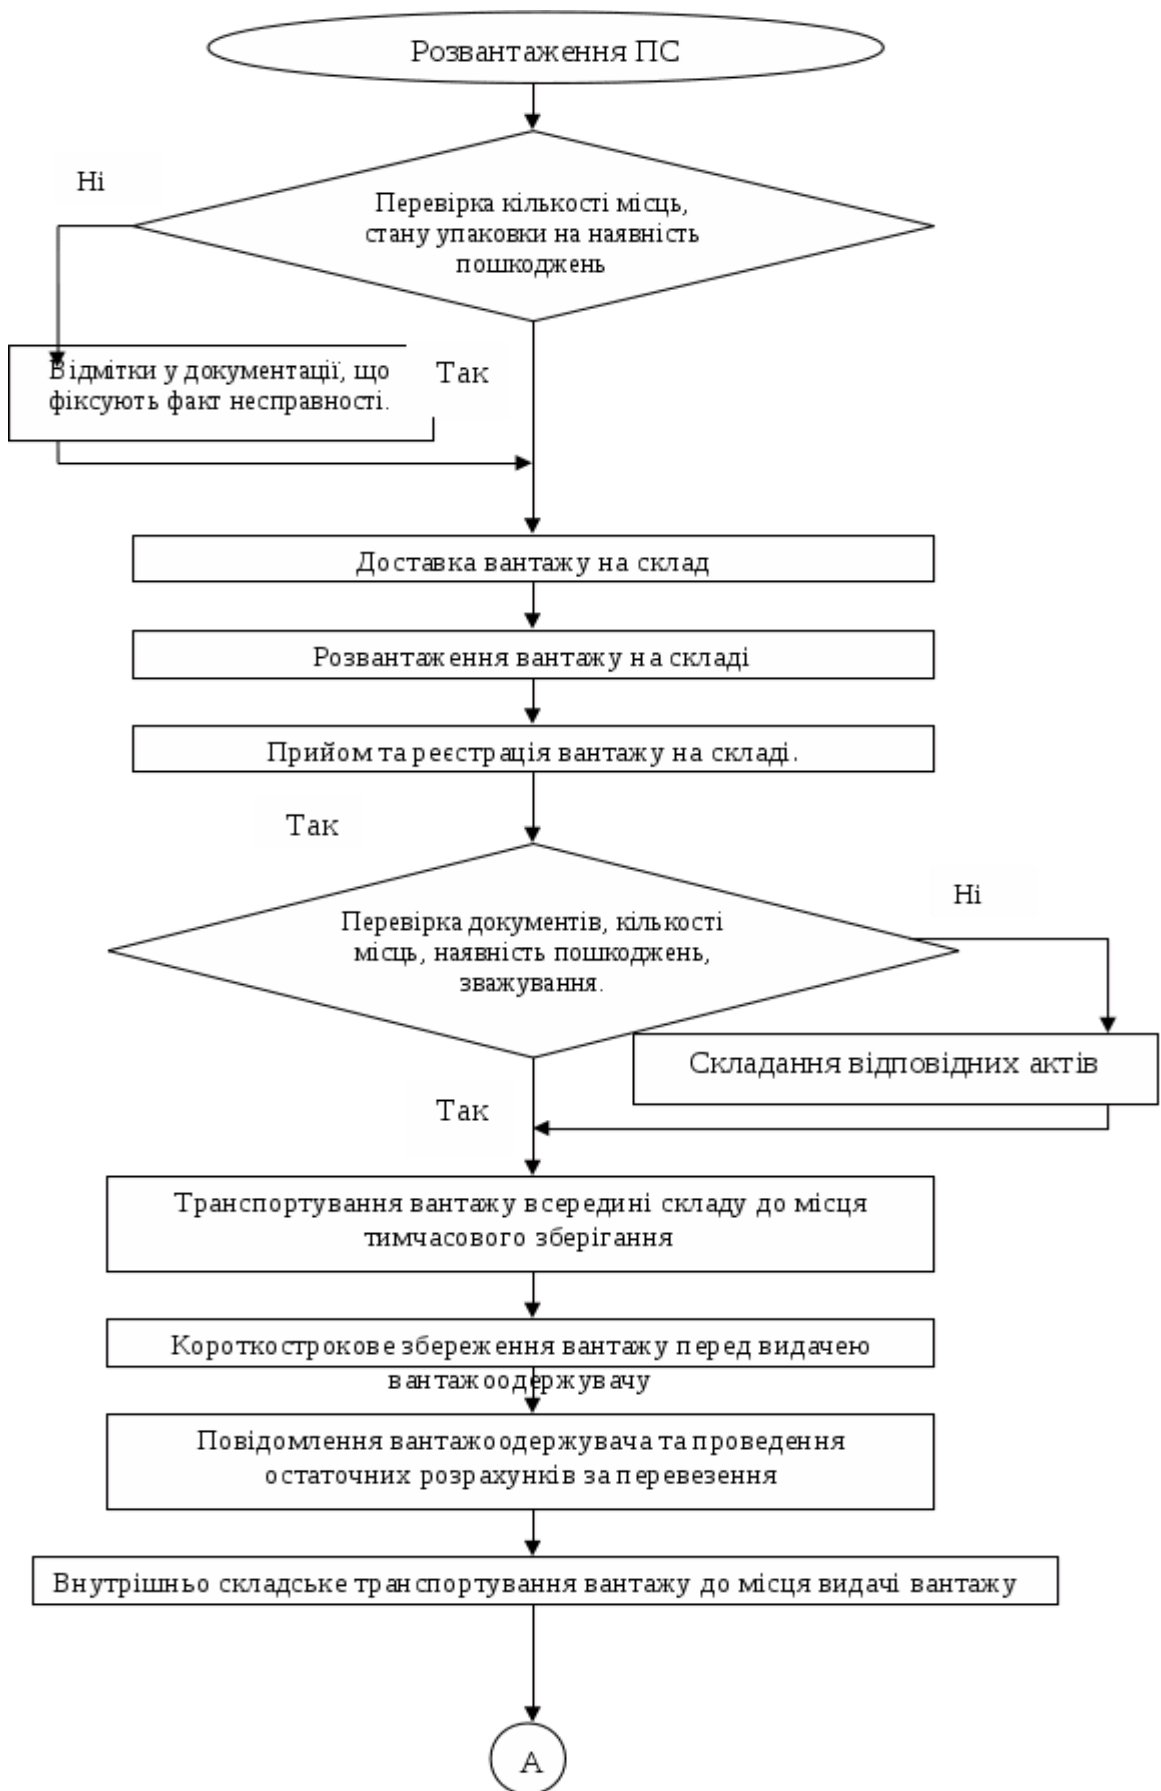 Розвантаження ПС
Ні
Перевірка кількості місць,
стану упаковки на наявність
пошкоджень
Відмітки у документації, що
фіксують факт несправності.
Так
Доставка вантажу на склад
Розвантаження вантажу на складі
Прийом та реєстрація вантажу на складі.
Так
Ні
Перевірка документів, кількості
місць, наявність пошкоджень,
зважування.
Складання відповідних актів
Так
Транспортування вантажу всередині складу до місця
тимчасового зберігання
Короткострокове збереження вантажу перед видачею
вантажоодержувачу
Повідомлення вантажоодержувача та проведення
остаточних розрахунків за перевезення
Внутрішньо складське транспортування вантажу до місця видачі вантажу
А